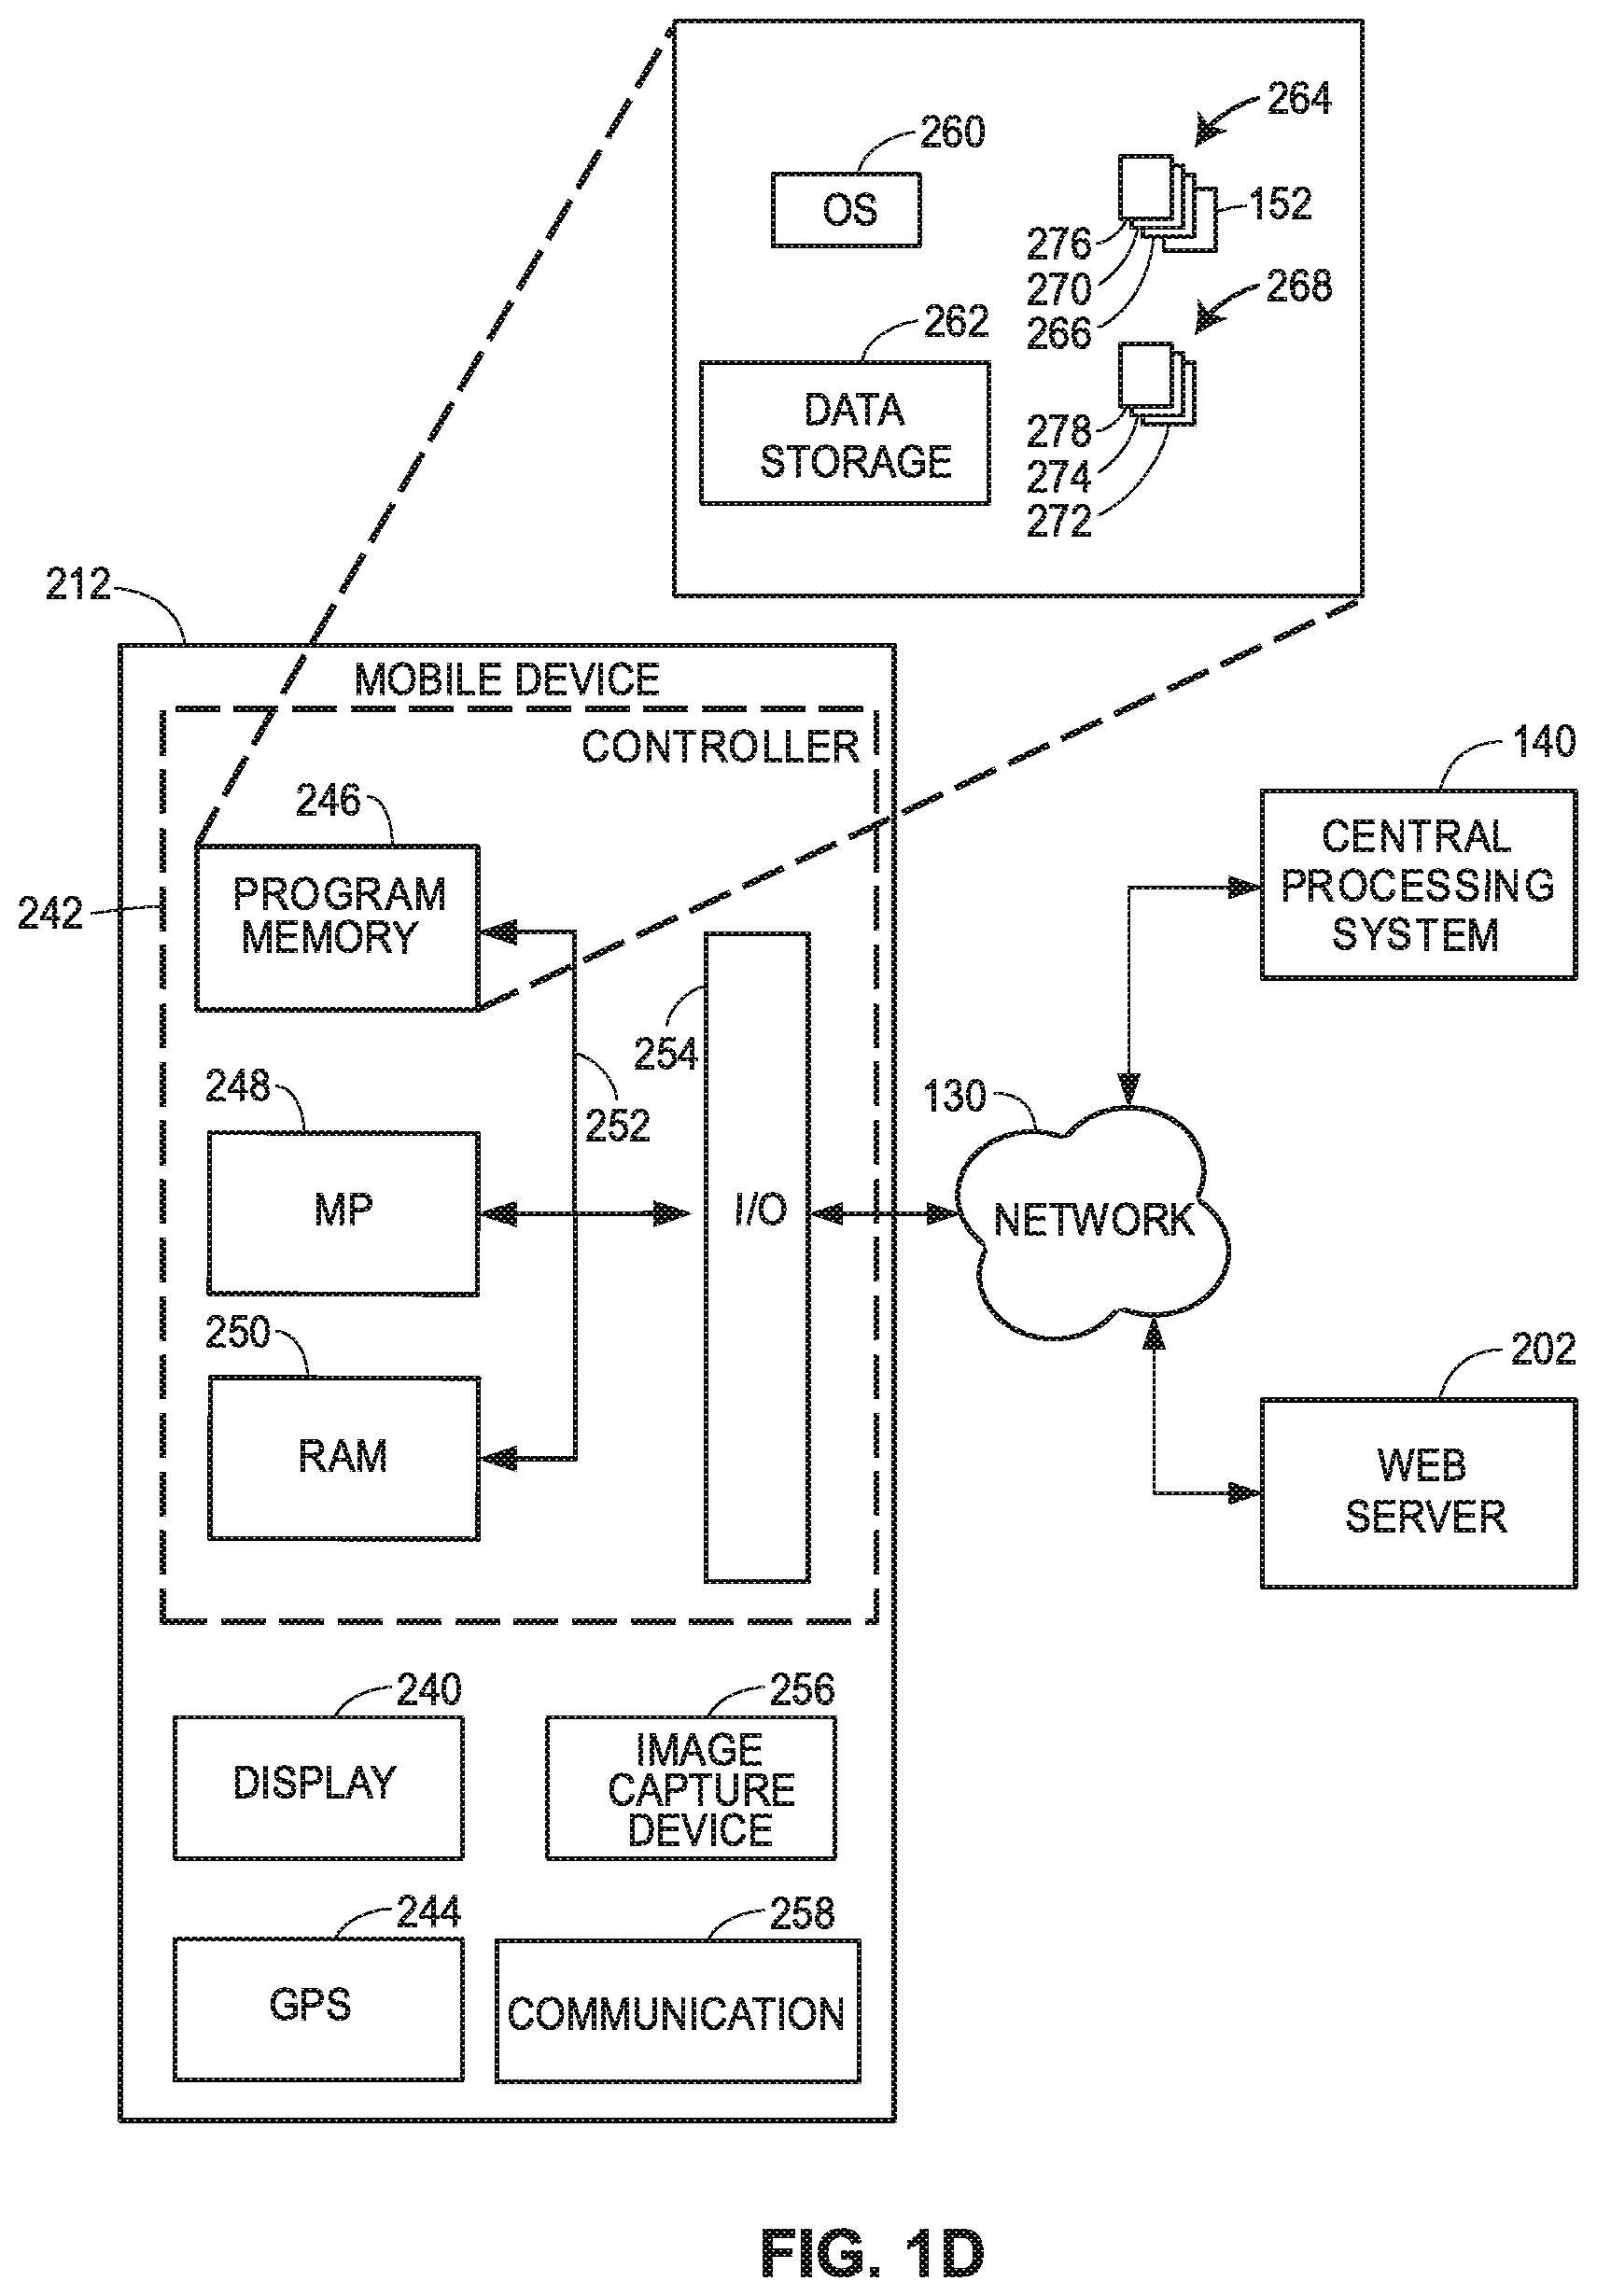 264
260
OS
152
276
270
268
266
262
DATA
STORAGE
278
274
272
212
MOBILE DEVICE
CONTROLLER
140
246
CENTRAL
PROCESSING
SYSTEM
PROGRAM
MEMORY
242
254
248
130
252
MP
I/O
NETWORK
250
202
RAM
WEB
SERVER
240
256
DISPLAY
IMAGE
CAPTURE
DEVICE
244
258
GPS
COMMUNICATION
FIG. 1D